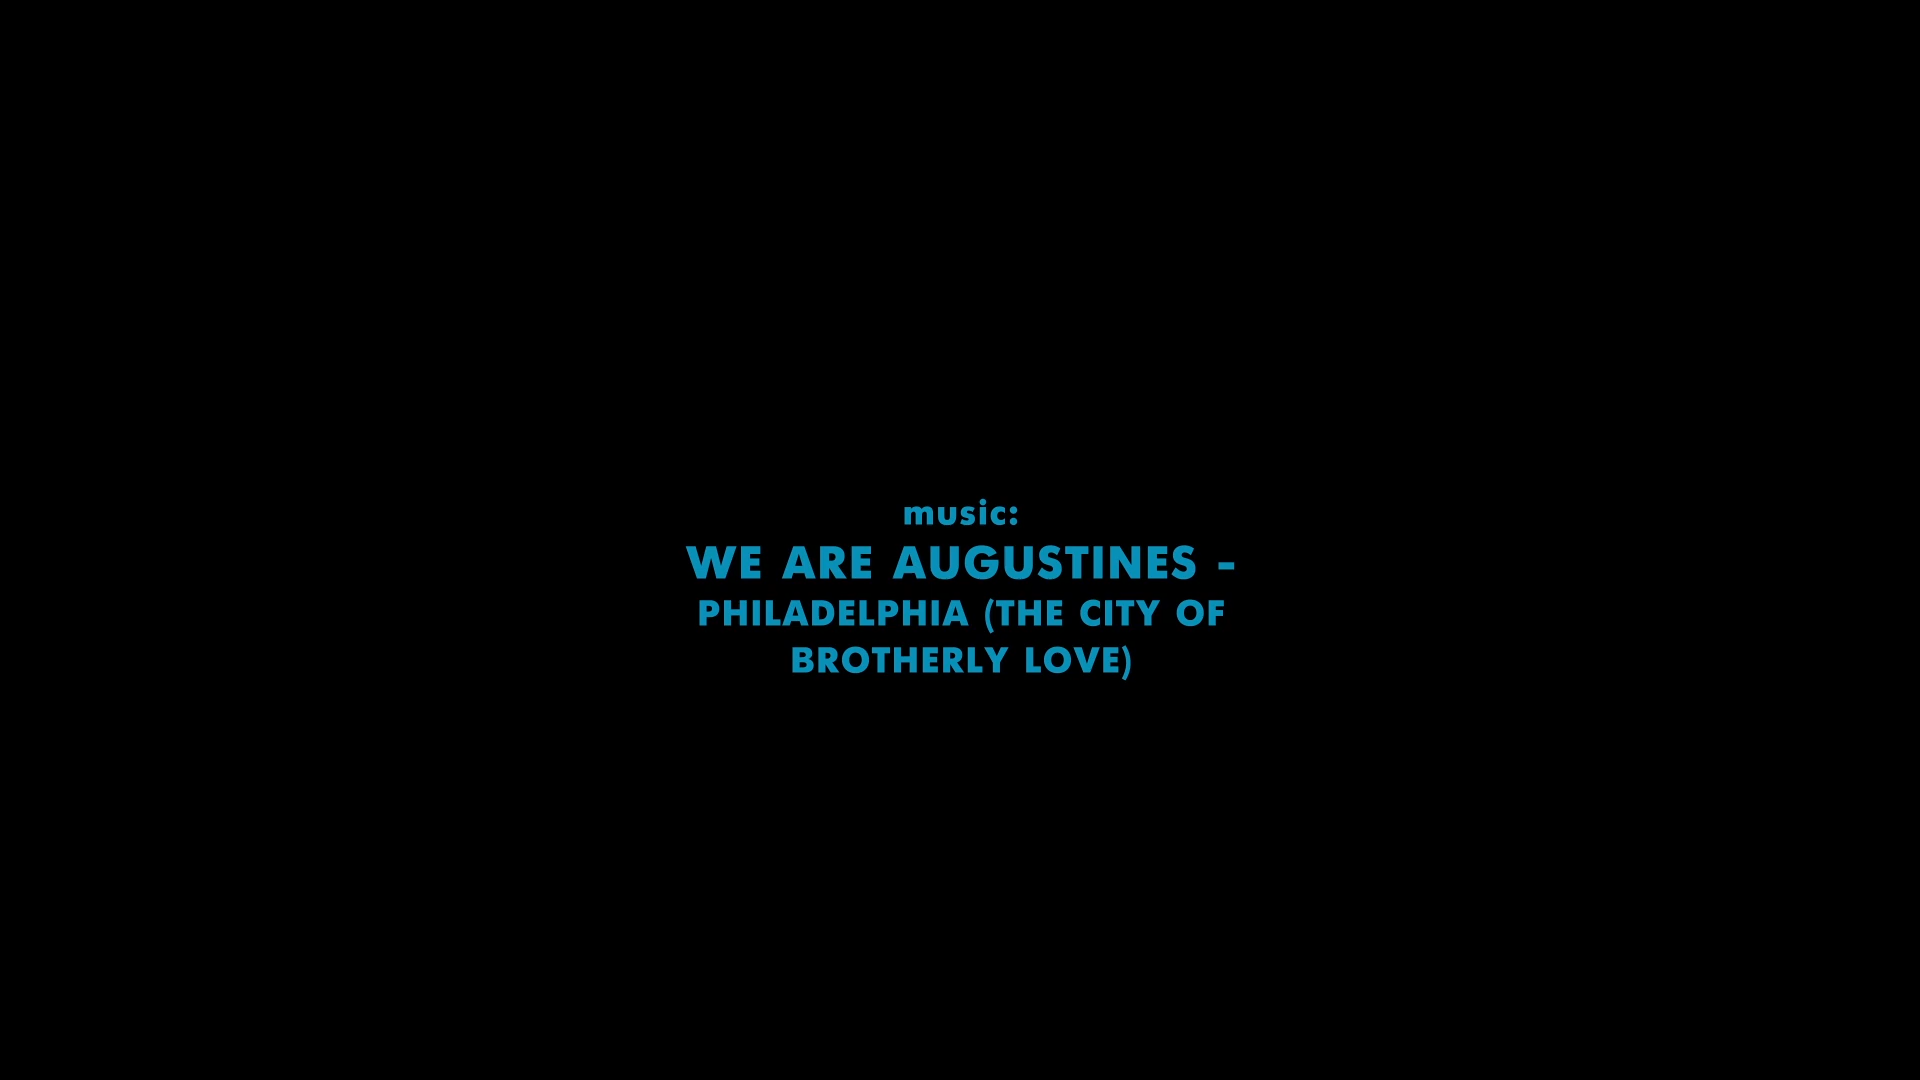 music:
WE ARE AUGUSTINES -
PHILADELPHIA (THE CITY OF
BROTHERLY LOVE)